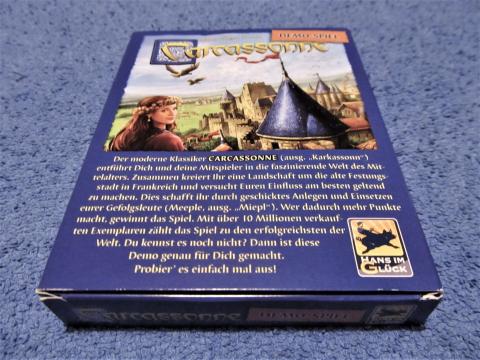 DEMO-SPIEL
Carcassonne
Der moderne Klassiker CARCASSONNE (ausg. „Karkassonn“)
entführt Dich und deine Mitspieler in die faszinierende Welt des Mit-
telalters. Zusammen kreiert Ihr eine Landschaft um die alte Festungs-
stadt in Frankreich und versucht Euren Einfluss am besten geltend
zu machen. Dies schafft ihr durch geschicktes Anlegen und Einsetzen
eurer Gefolgsleute (Meeple, ausg. „Miepl“). Wer dadurch mehr Punkte
macht, gewinnt das Spiel. Mit über 10 Millionen verkauf-
ten Exemplaren zählt das Spiel zu den erfolgreichsten der
Welt. Du kennst es noch nicht? Dann ist diese
Demo genau für Dich gemacht.
Probier’ es einfach mal aus!
HANS IM
GLÜCK
Carcassonne
DEMO-SPIEL